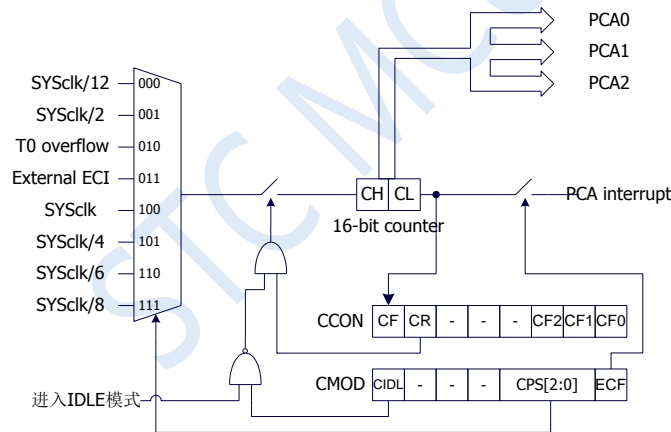 PCA0
PCA1
PCA2
SYSclk/12 000
SYSclk/2 001
T0 overflow 010
External ECI 011
SYSclk 100
SYSclk/4 101
SYSclk/6 110
SYSclk/8 111
CH CL
16-bit counter
PCA interrupt
CCON CF CR - - - CF2 CF1 CF0
CMOD CIDL - - - CPS[2:0] ECF
进入IDLE模式
STC MC